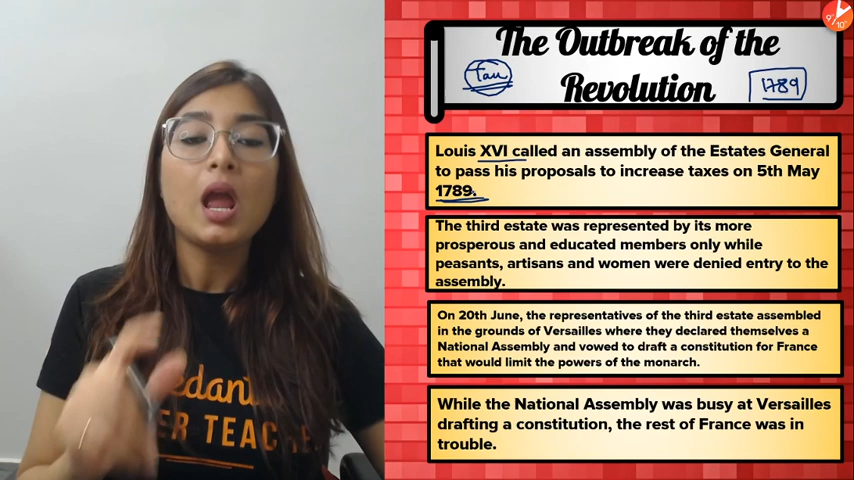 The Outbreak of the
Revolution
1789
Louis XVI called an assembly of the Estates General
to pass his proposals to increase taxes on 5th May
1789.
The third estate was represented by its more
prosperous and educated members only while
peasants, artisans and women were denied entry to the
assembly.
On 20th June, the representatives of the third estate assembled
in the grounds of Versailles where they declared themselves a
National Assembly and vowed to draft a constitution for France
that would limit the powers of the monarch.
While the National Assembly was busy at Versailles
drafting a constitution, the rest of France was in
trouble.